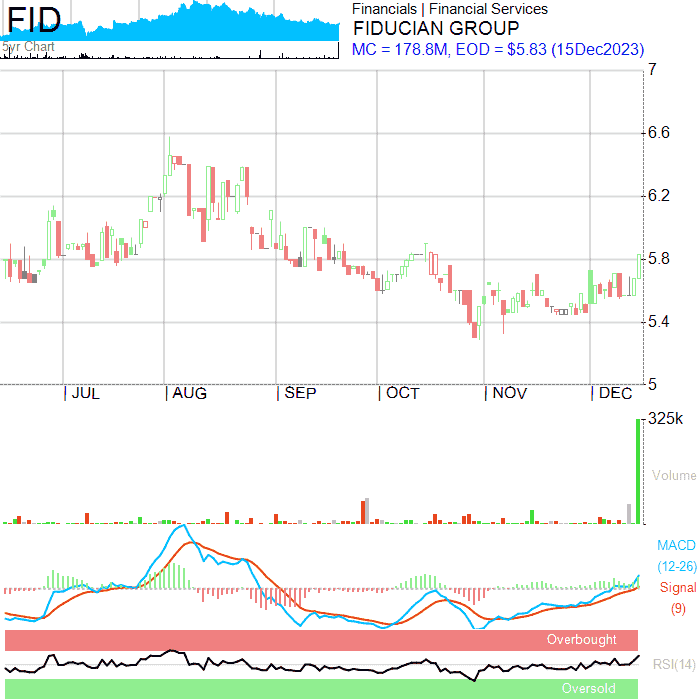 FID
5yr Chart
Financials | Financial Services
FIDUCIAN GROUP
MC = 178.8M, EOD = $5.83 (15Dec2023)
7
6.6
6.2
5.8
5.4
5
JUL
AUG
SEP
OCT
NOV
DEC
325k
Volume
MACD
(12-26)
Signal
(9)
Overbought
RSI(14)
Oversold